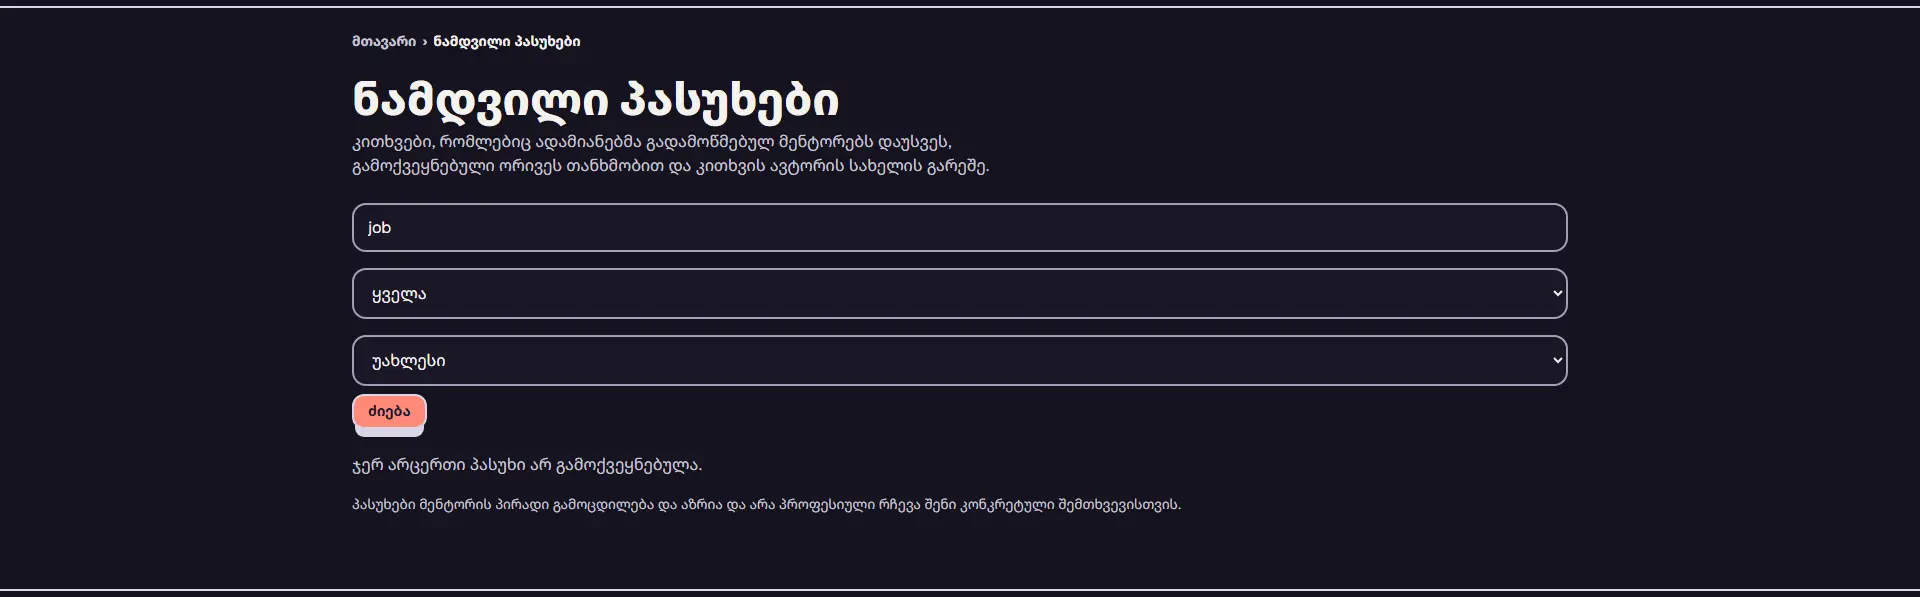 მთავარი › ნამდვილი პასუხები
ნამდვილი პასუხები
კითხვები, რომლებიც ადამიანებმა გადამოწმებულ მენტორებს დაუსვეს,
გამოქვეყნებული ორივეს თანხმობით და კითხვის ავტორის სახელის გარეშე.
job
ყველა
უახლესი
ძიება
ჯერ არცერთი პასუხი არ გამოქვეყნებულა.
პასუხები მენტორის პირადი გამოცდილება და აზრია და არა პროფესიული რჩევა შენი კონკრეტული შემთხვევისთვის.